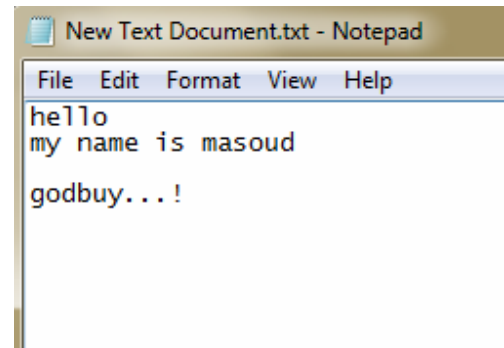 New Text Document.txt - Notepad
File Edit Format View Help
hello
my name is masoud

godbuy...!